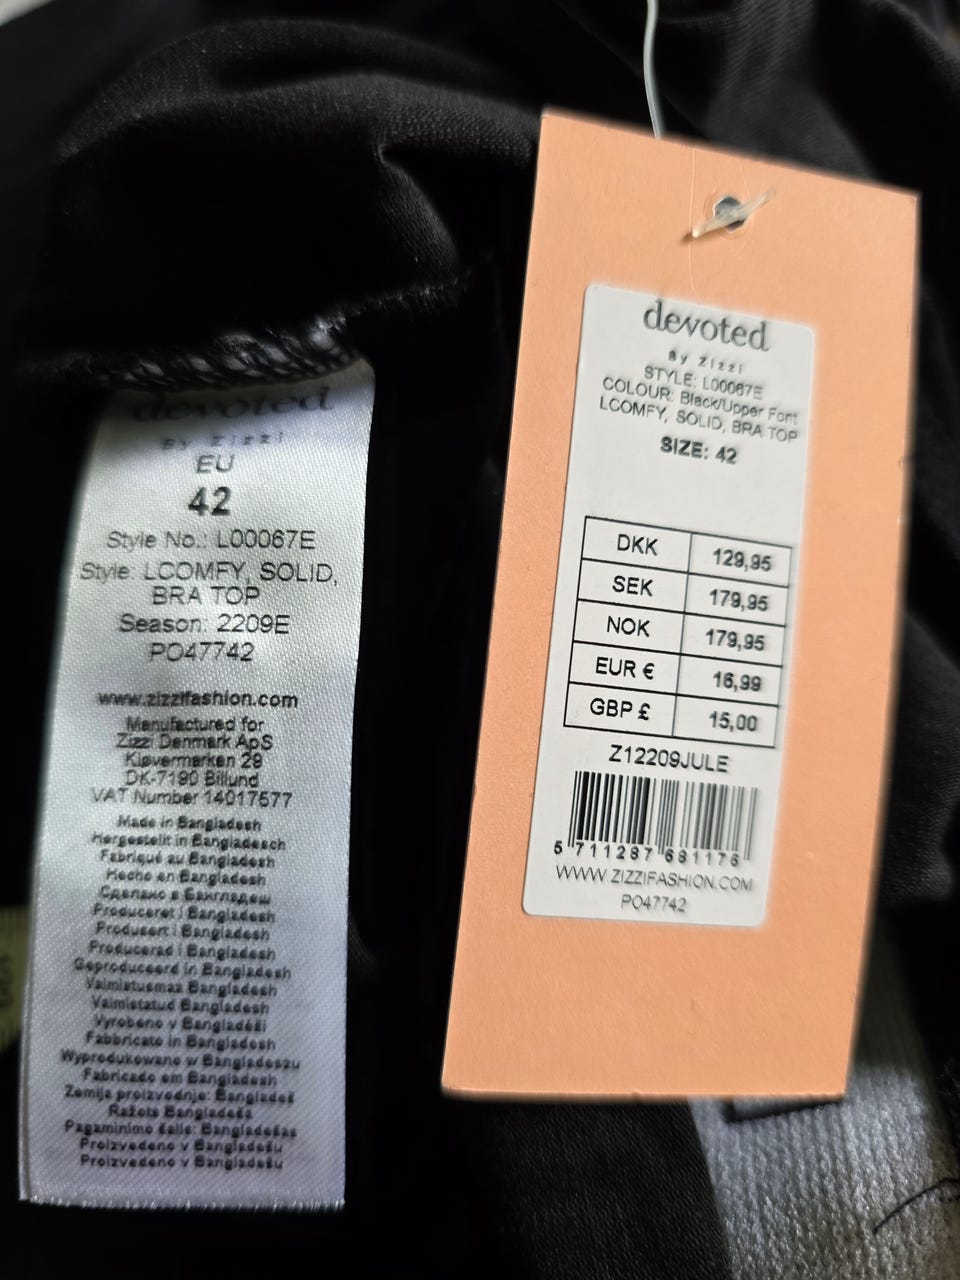 devoted
By Zizzi
EU
42
Style No.: L00067E
Style: LCOMFY, SOLID,
BRA TOP
Season: 2209E
PO47742
www.zizzifashion.com
Manufactured for
Zizzi Denmark ApS
Kløvermarken 29
DK-7190 Billund
VAT Number 14017577
Made in Bangladesh
Hergestellt in Bangladesch
Fabriqué au Bangladesh
Hecho en Bangladesh
Сделано в Бангладеш
Produceret i Bangladesh
Produsert i Bangladesh
Producerad i Bangladesh
Geproduceerd in Bangladesh
Valmistusmaa Bangladesh
Valmistatud Bangladesh
Vyrobeno v Bangladéši
Fabbricato in Bangladesh
Wyprodukowano w Bangladeszu
Fabricado em Bangladesh
Zemlja proizvodnje: Bangladeš
Ražots Bangladeša
Pagaminimo šalis: Bangladešas
Proizvedeno v Bangladešu
Proizvedeno v Bangladešu
devoted
By Zizzi
STYLE: L00067E
COLOUR: Black/Upper Font
LCOMFY, SOLID, BRA TOP
SIZE: 42
DKK 129,95
SEK 179,95
NOK 179,95
EUR € 16,99
GBP £ 15,00
Z12209JULE
5 711287 681176
WWW.ZIZZIFASHION.COM
PO47742